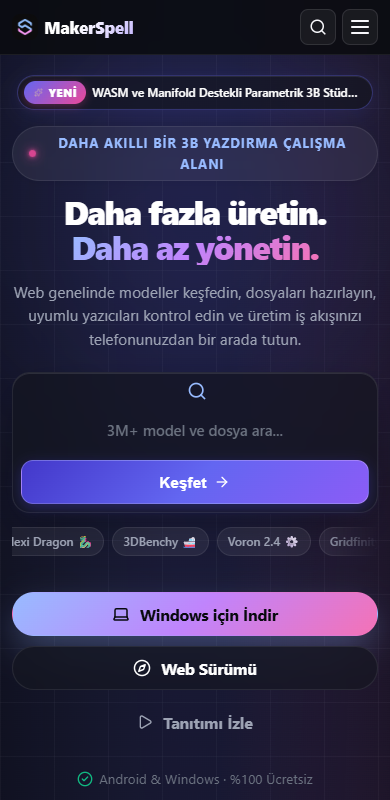 MakerSpell
YENİ WASM ve Manifold Destekli Parametrik 3B Stüd...
DAHA AKILLI BİR 3B YAZDIRMA ÇALIŞMA
ALANI
Daha fazla üretin.
Daha az yönetin.
Web genelinde modeller keşfedin, dosyaları hazırlayın,
uyumlu yazıcıları kontrol edin ve üretim iş akışınızı
telefonunuzdan bir arada tutun.
3M+ model ve dosya ara...
Keşfet →
lexi Dragon 🐉 3DBenchy 🚢 Voron 2.4 ⚙️ Gridfinit
Windows için İndir
Web Sürümü
Tanıtımı İzle
Android & Windows · %100 Ücretsiz